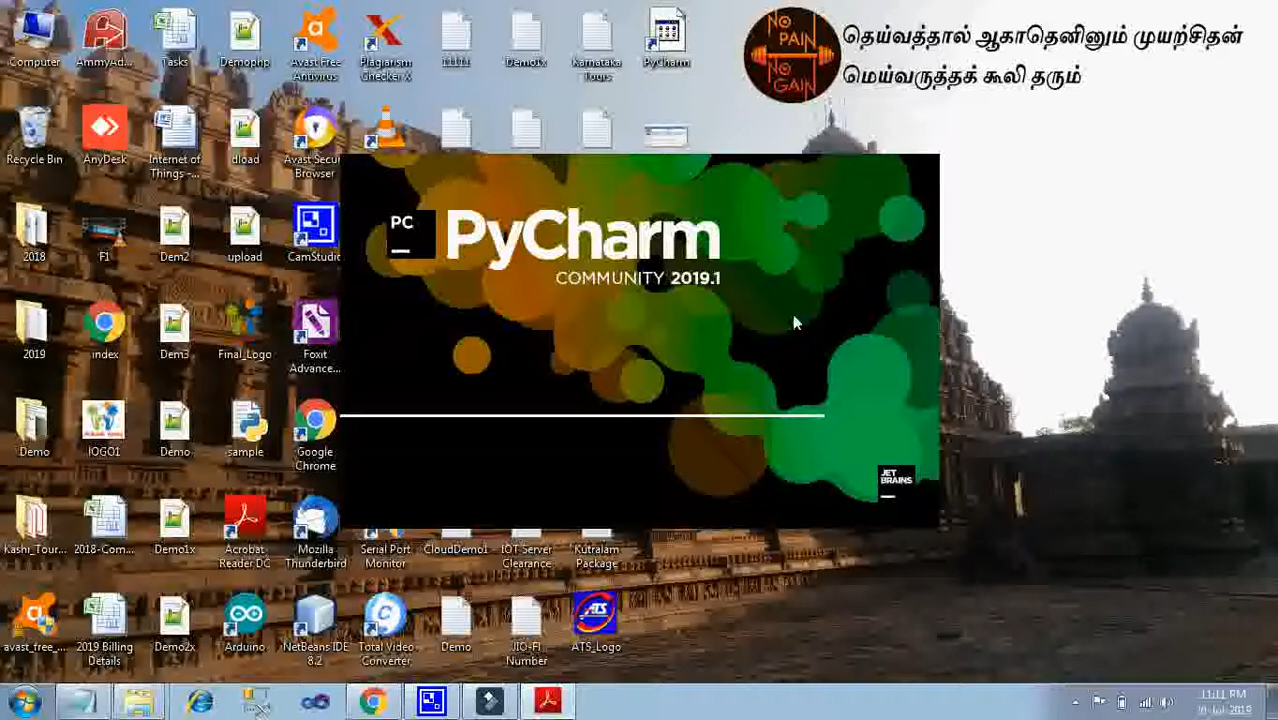 NO PAIN NO GAIN
தெய்வத்தால் ஆகாதெனினும் முயற்சிதன்
மெய்வருத்தக் கூலி தரும்
Computer
AmmyAd...
Tasks
Demophp
Avast Free Antivirus
Plagiarism Checker X
11111
Demo1x
Karnataka Tours
PyCharm
Recycle Bin
AnyDesk
Internet of Things -...
dload
Avast Secu Browser
PC
PyCharm
COMMUNITY 2019.1
JET BRAINS
2018
F1
Dem2
upload
CamStudio
2019
index
Dem3
Final_Logo
Foxit Advance...
Demo
lOGO1
Demo
sample
Google Chrome
Kashi_Tour...
2018-Com...
Demo1x
Acrobat Reader DC
Mozilla Thunderbird
Serial Port Monitor
CloudDemo1
IOT Server Clearance
Kutralam Package
avast_free_...
2019 Billing Details
Demo2x
Arduino
NetBeans IDE 8.2
Total Video Converter
Demo
JIO-FI Number
ATS
ATS_Logo
11:11 PM